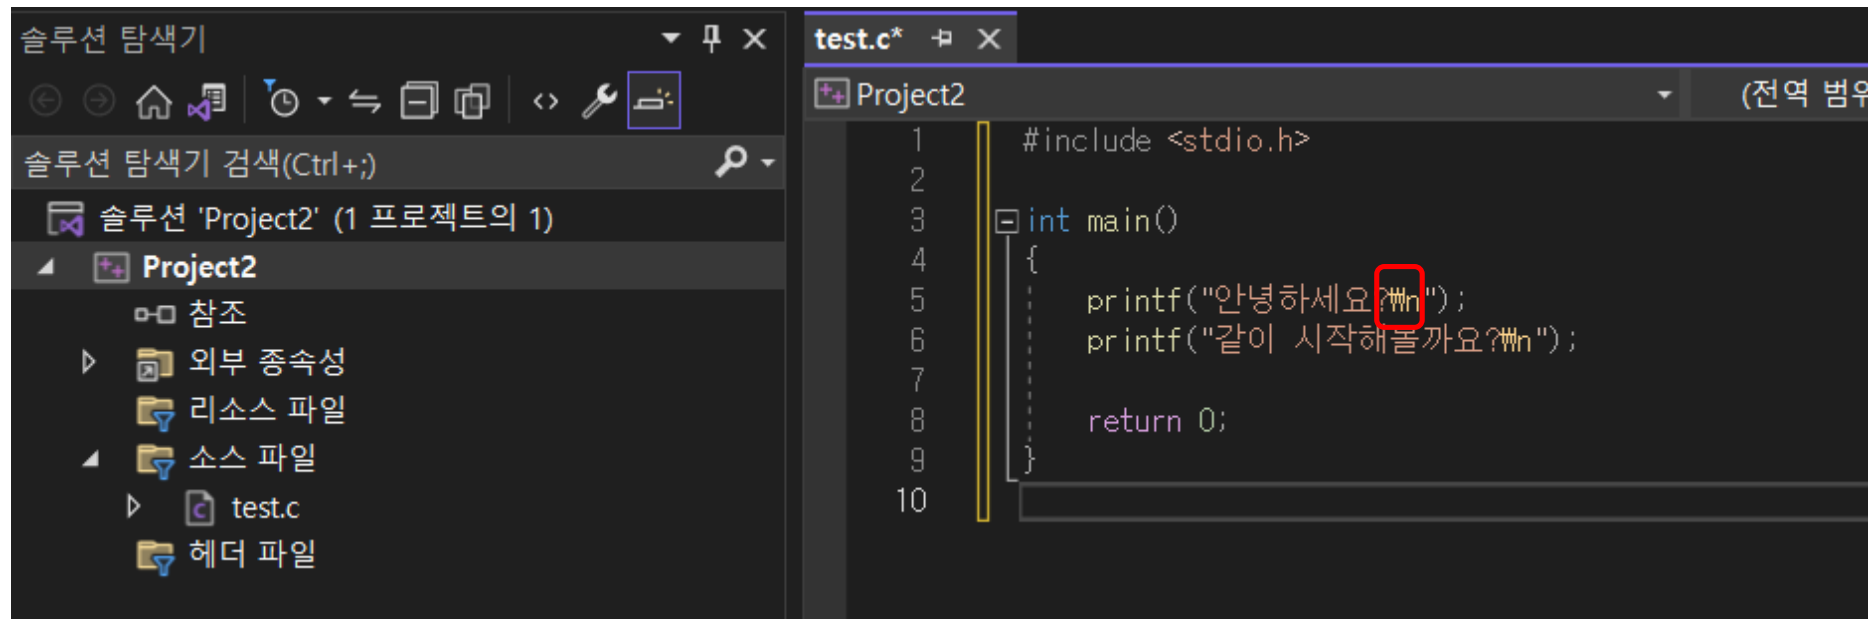 솔루션 탐색기
솔루션 탐색기 검색(Ctrl+;)
솔루션 'Project2' (1 프로젝트의 1)
Project2
참조
외부 종속성
리소스 파일
소스 파일
test.c
헤더 파일
test.c*
Project2
(전역 범위
1 #include <stdio.h>
2
3 int main()
4 {
5 printf("안녕하세요?₩n");
6 printf("같이 시작해볼까요?₩n");
7
8 return 0;
9 }
10